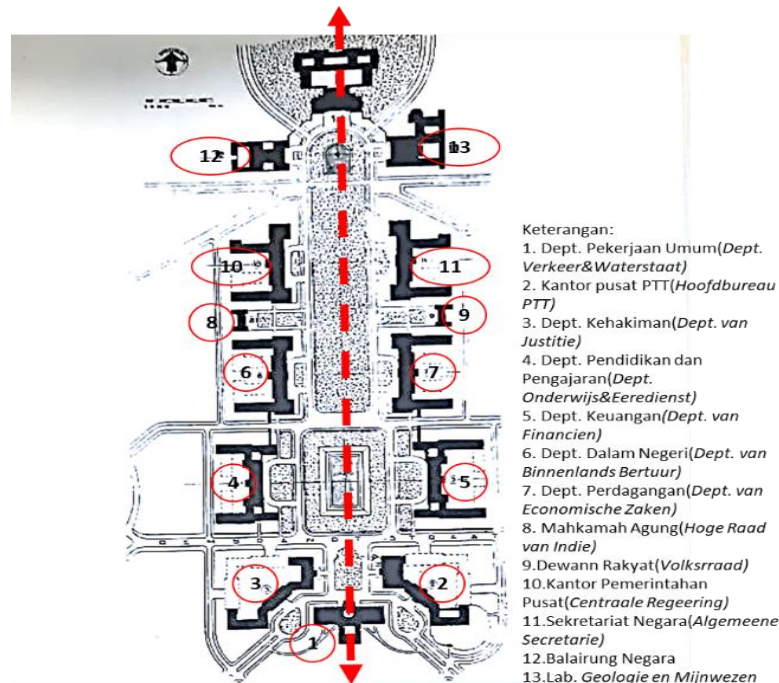 12
13
10
11
8
9
6
7
4
5
3
2
1
Keterangan:
1. Dept. Pekerjaan Umum(Dept.
Verkeer&Waterstaat)
2. Kantor pusat PTT(Hoofdbureau
PTT)
3. Dept. Kehakiman(Dept. van
Justitie)
4. Dept. Pendidikan dan
Pengajaran(Dept.
Onderwijs&Eeredienst)
5. Dept. Keuangan(Dept. van
Financien)
6. Dept. Dalam Negeri(Dept. van
Binnenlands Bertuur)
7. Dept. Perdagangan(Dept. van
Economische Zaken)
8. Mahkamah Agung(Hoge Raad
van Indie)
9.Dewann Rakyat(Volksrraad)
10.Kantor Pemerintahan
Pusat(Centraale Regeering)
11.Sekretariat Negara(Algemeene
Secretarie)
12.Balairung Negara
13.Lab. Geologie en Mijnwezen